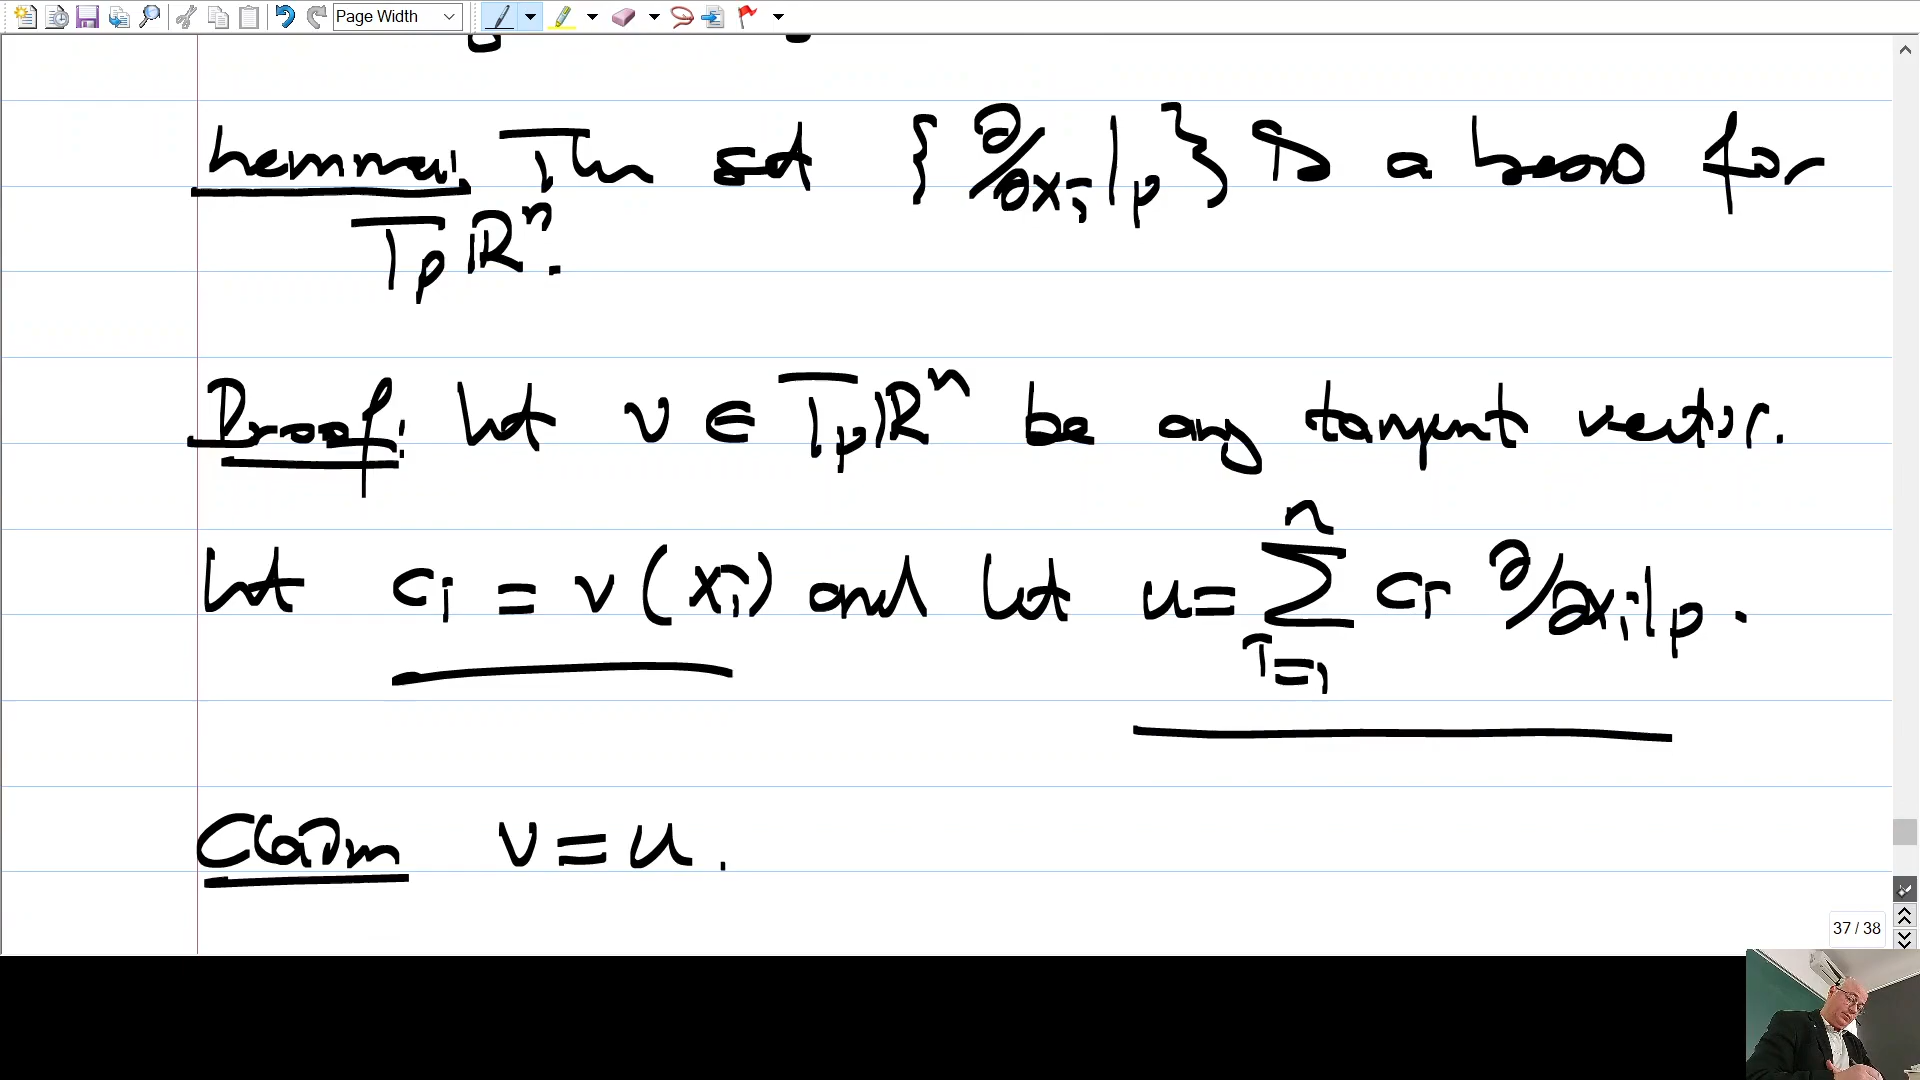 Page Width
Lemma: The set { ∂/∂xᵢ|ₚ } is a basis for
Tₚℝⁿ.
Proof: Let v ∈ Tₚℝⁿ be any tangent vector.
Let cᵢ = v(xᵢ) and let u = ∑ᵢ₌₁ⁿ cᵢ ∂/∂xᵢ|ₚ.
Claim v = u.
37 / 38